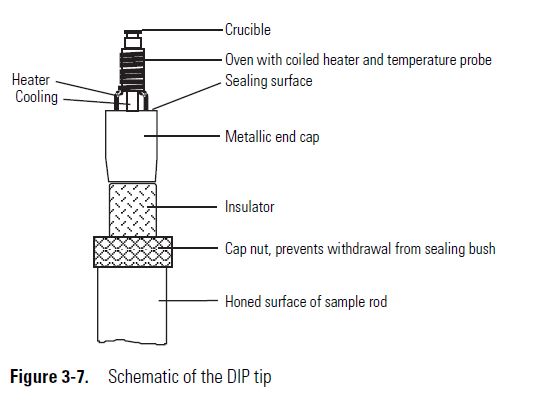 Crucible
Oven with coiled heater and temperature probe
Heater
Sealing surface
Cooling
Metallic end cap
Insulator
Cap nut, prevents withdrawal from sealing bush
Honed surface of sample rod
Figure 3-7. Schematic of the DIP tip